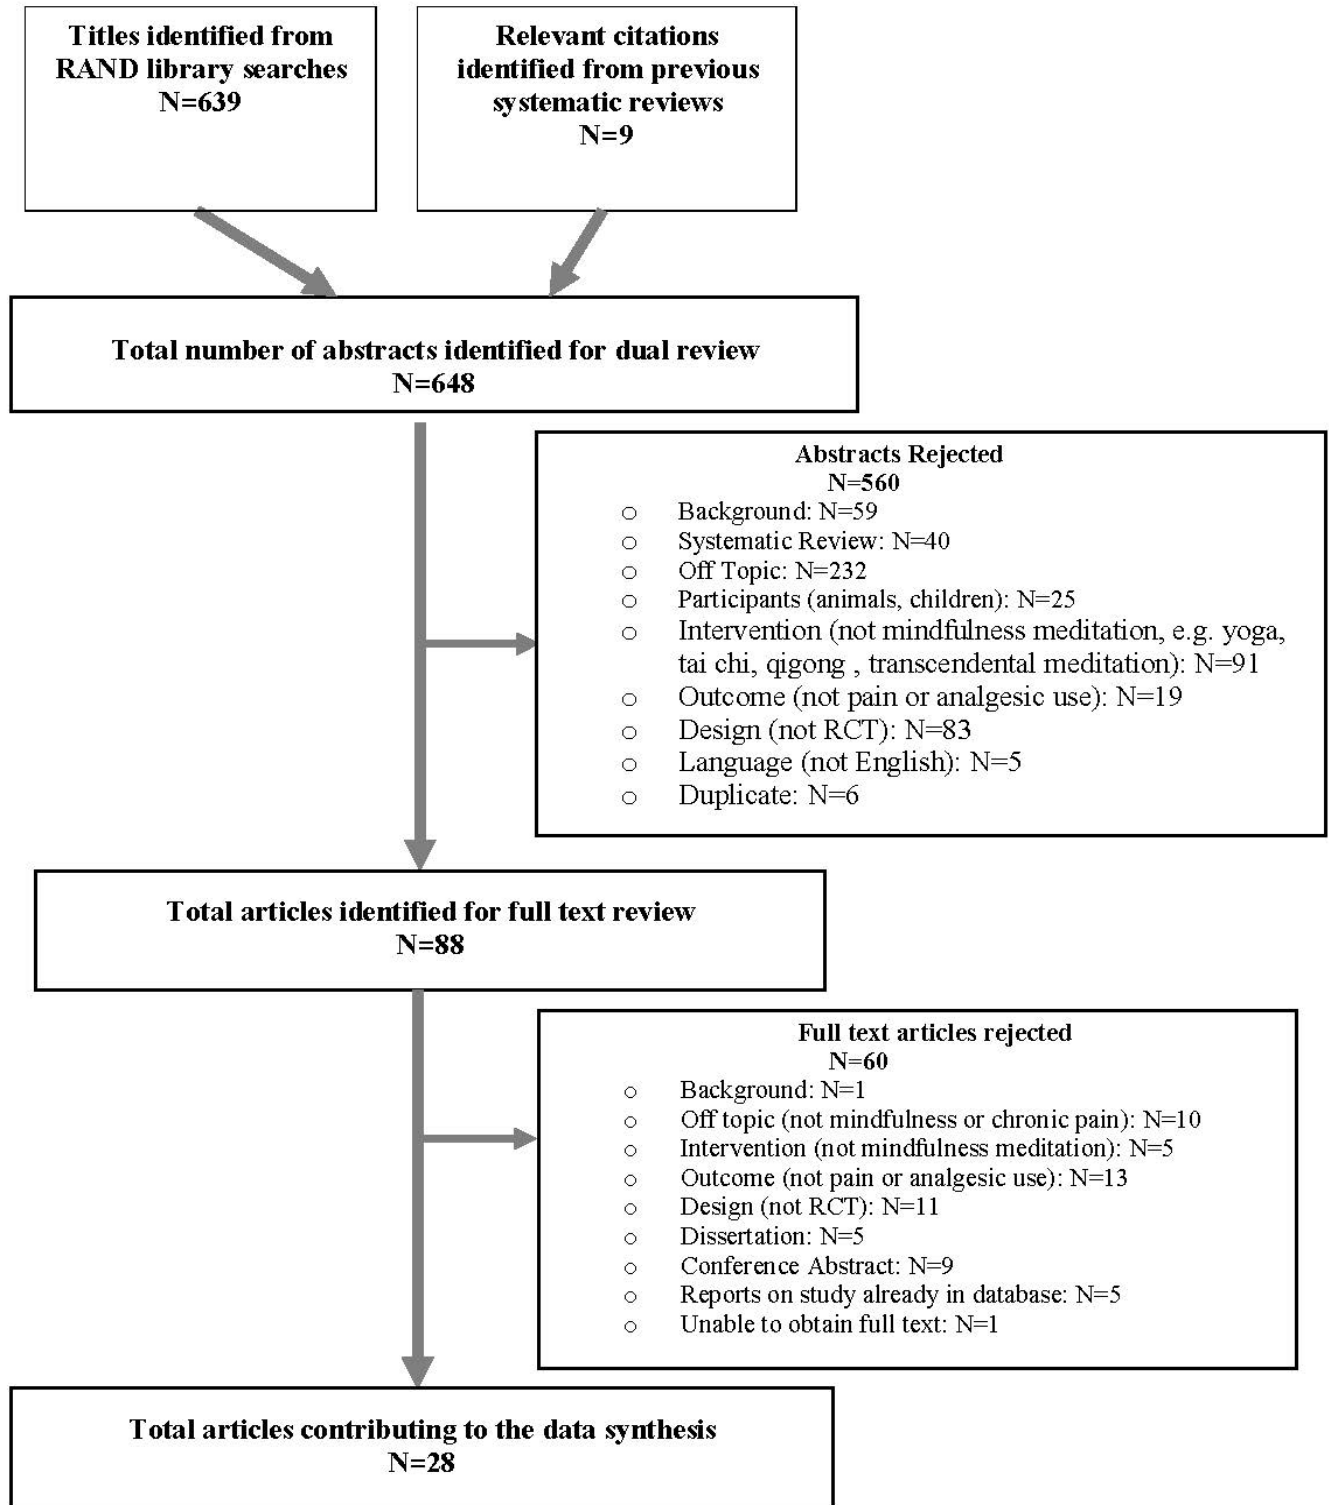 Titles identified from
RAND library searches
N=639
Relevant citations
identified from previous
systematic reviews
N=9
Total number of abstracts identified for dual review
N=648
Abstracts Rejected
N=560
o Background: N=59
o Systematic Review: N=40
o Off Topic: N=232
o Participants (animals, children): N=25
o Intervention (not mindfulness meditation, e.g. yoga,
tai chi, qigong , transcendental meditation): N=91
o Outcome (not pain or analgesic use): N=19
o Design (not RCT): N=83
o Language (not English): N=5
o Duplicate: N=6
Total articles identified for full text review
N=88
Full text articles rejected
N=60
o Background: N=1
o Off topic (not mindfulness or chronic pain): N=10
o Intervention (not mindfulness meditation): N=5
o Outcome (not pain or analgesic use): N=13
o Design (not RCT): N=11
o Dissertation: N=5
o Conference Abstract: N=9
o Reports on study already in database: N=5
o Unable to obtain full text: N=1
Total articles contributing to the data synthesis
N=28